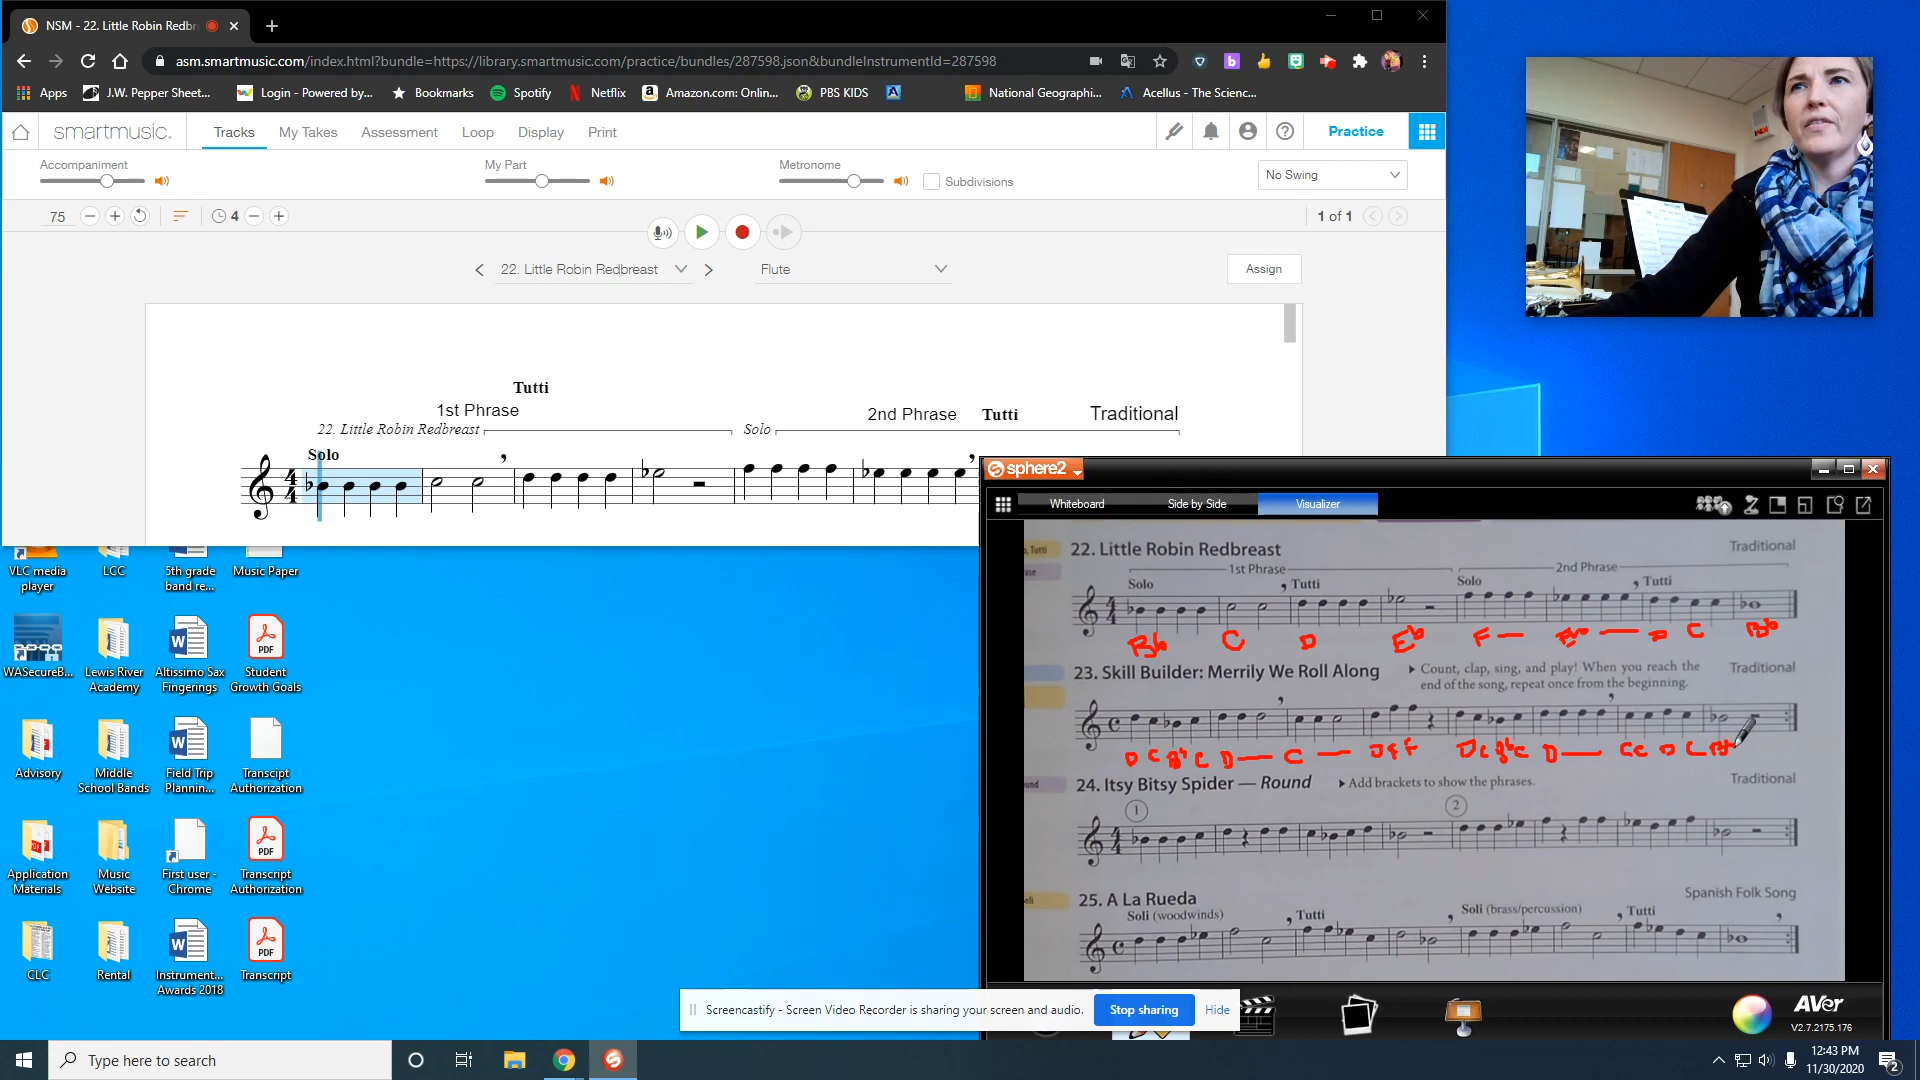 NSM - 22. Little Robin Redbr
asm.smartmusic.com/index.html?bundle=https://library.smartmusic.com/practice/bundles/287598.json&bundleInstrumentId=287598
Apps J.W. Pepper Sheet... Login - Powered by... Bookmarks Spotify Netflix Amazon.com: Onlin... PBS KIDS National Geographi... Acellus - The Scienc...
smartmusic. Tracks My Takes Assessment Loop Display Print Practice
Accompaniment My Part Metronome
Subdivisions No Swing
75 4 1 of 1
22. Little Robin Redbreast Flute Assign
Tutti
1st Phrase 2nd Phrase Tutti Traditional
22. Little Robin Redbreast Solo
Solo
sphere2
Whiteboard Side by Side Visualizer
22. Little Robin Redbreast Traditional
1st Phrase 2nd Phrase
Solo Tutti Solo Tutti
Bb C D Eb F Eb D C Bb
23. Skill Builder: Merrily We Roll Along Count, clap, sing, and play! When you reach the Traditional
end of the song, repeat once from the beginning.
D C Bb C D C D F F D C Bb C D C C D C Bb
24. Itsy Bitsy Spider — Round Add brackets to show the phrases. Traditional
1 2
25. A La Rueda Spanish Folk Song
Soli (woodwinds) Tutti Soli (brass/percussion) Tutti
VLC media player
LCC
5th grade band re...
Music Paper
WASecureB...
Lewis River Academy
Altissimo Sax Fingerings
Student Growth Goals
Advisory
Middle School Bands
Field Trip Plannin...
Transcipt Authorization
Application Materials
Music Website
First user - Chrome
Transcript Authorization
CLC
Rental
Instrument... Awards 2018
Transcript
Screencastify - Screen Video Recorder is sharing your screen and audio. Stop sharing Hide
AVer
V2.7.2175.176
Type here to search
12:43 PM
11/30/2020
2